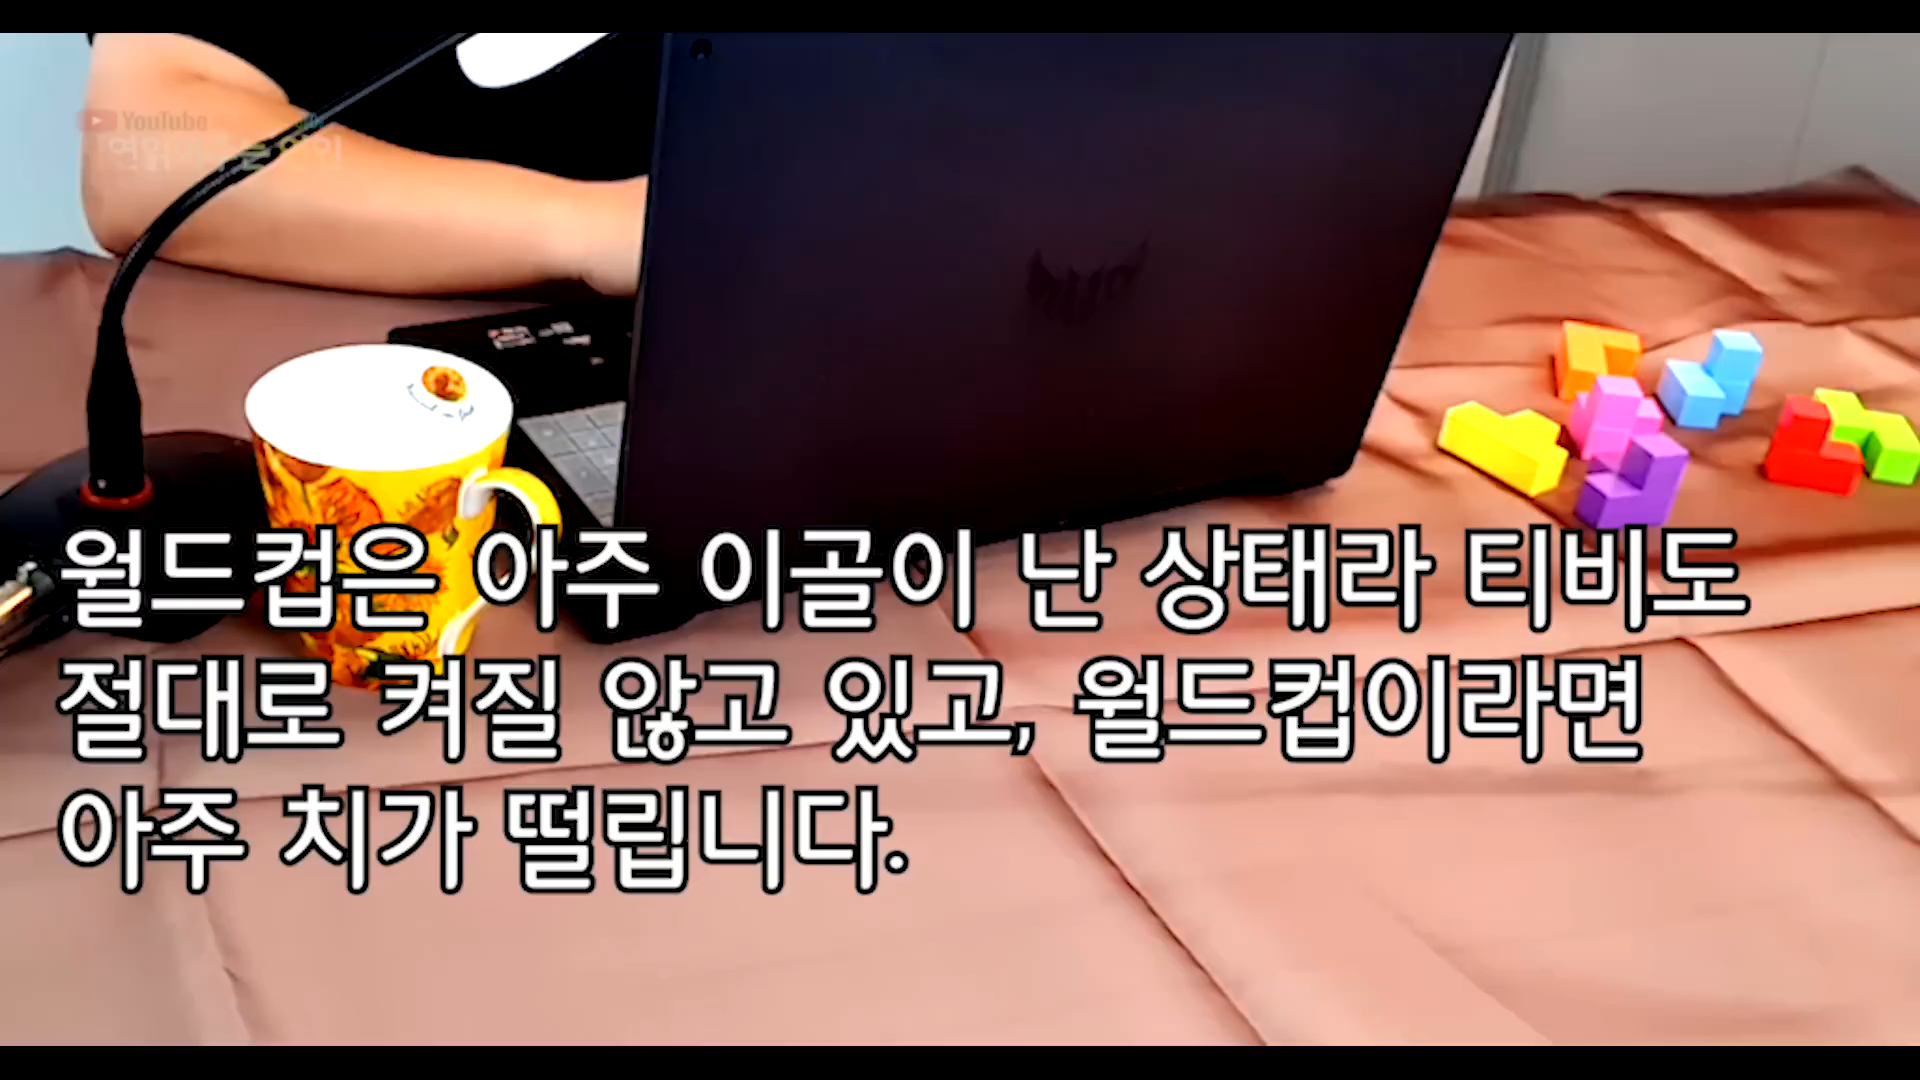 YouTube
월드컵은 아주 이골이 난 상태라 티비도
절대로 켜질 않고 있고, 월드컵이라면
아주 치가 떨립니다.